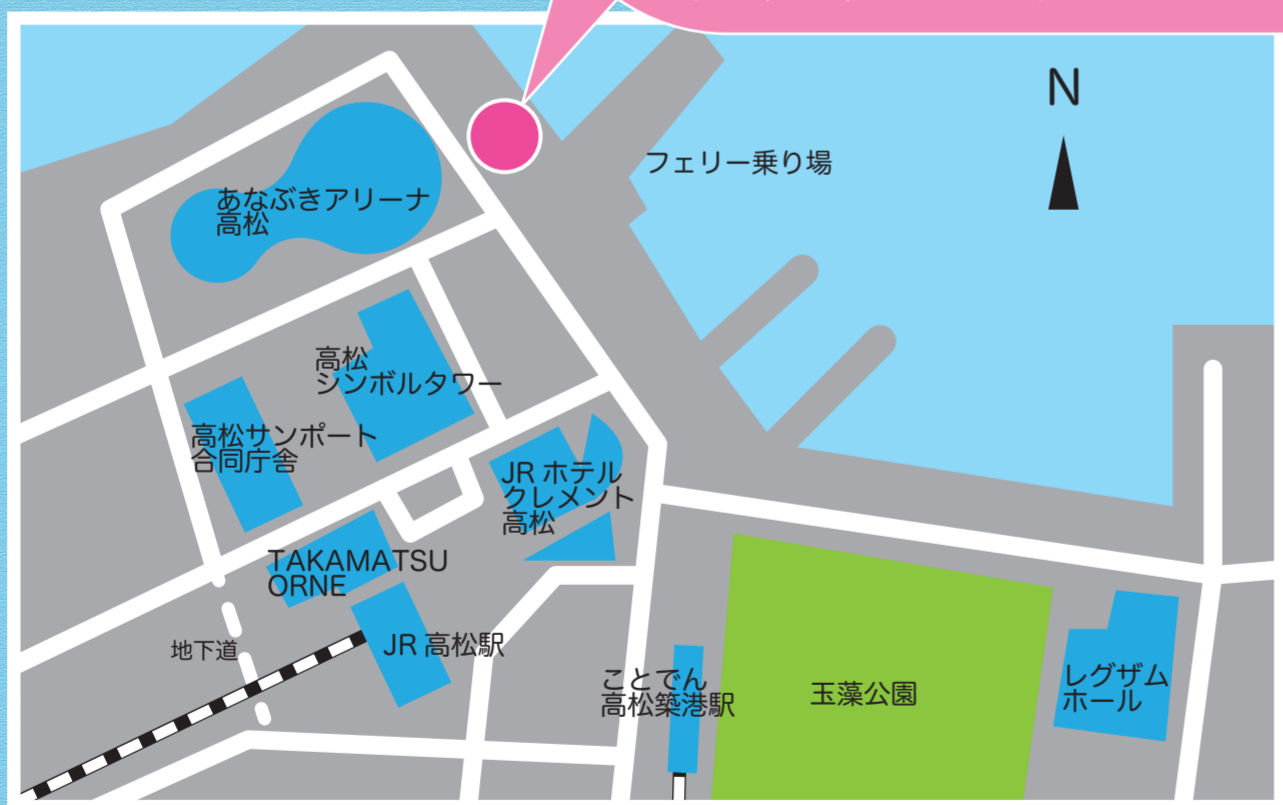 N
フェリー乗り場
あなぶきアリーナ
高松
高松
シンボルタワー
高松サンポート
合同庁舎
JR ホテル
クレメント
高松
TAKAMATSU
ORNE
地下道
JR 高松駅
ことでん
高松築港駅
玉藻公園
レグザム
ホール